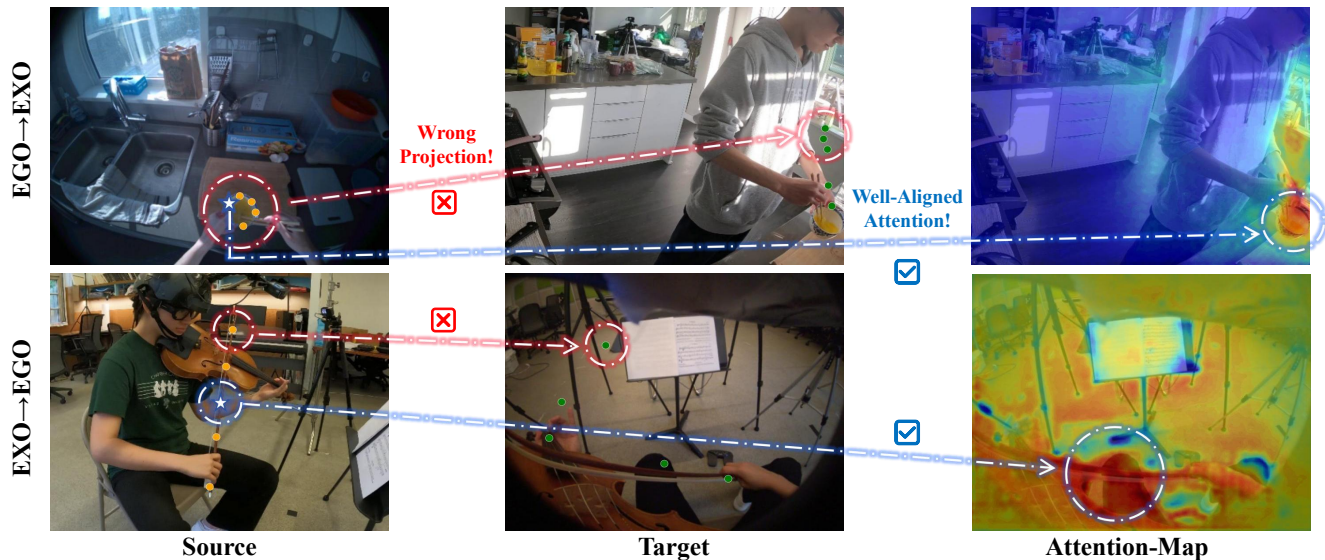 EGO→EXO
Wrong
Projection!
Well-Aligned
Attention!
EXO→EGO
Source
Target
Attention-Map